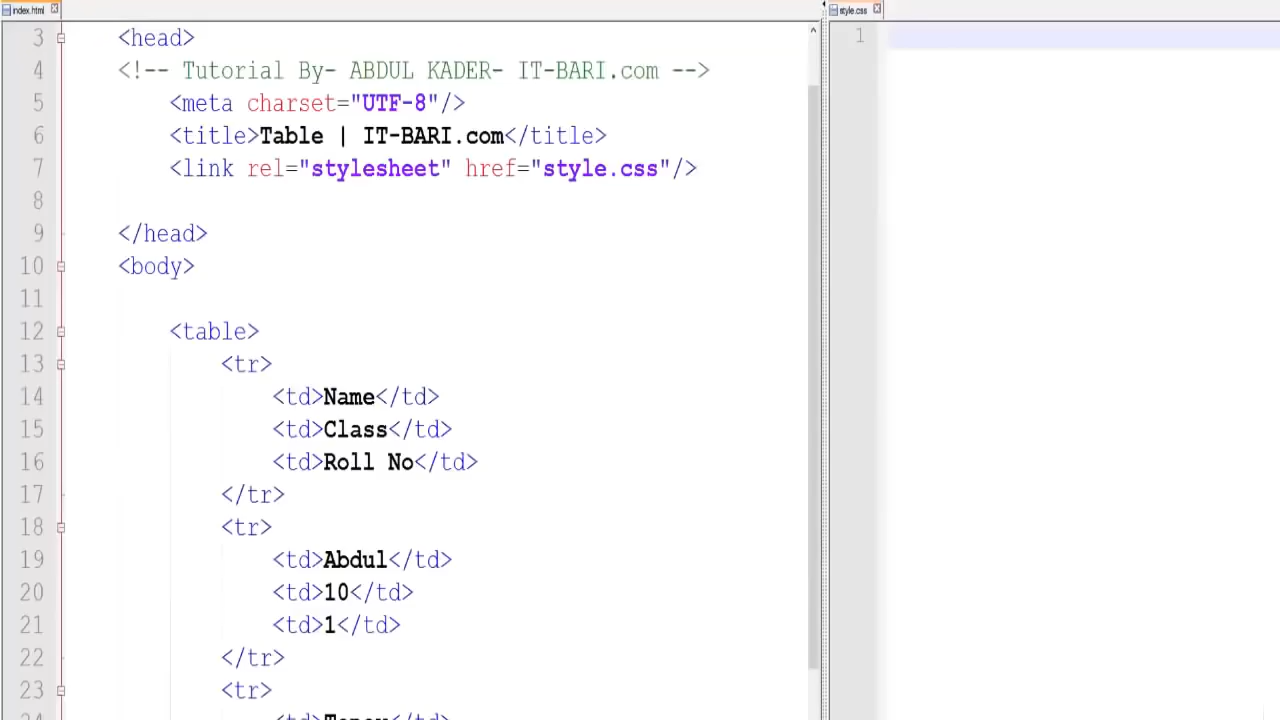 index.html
style.css
3 <head>
4 <!-- Tutorial By- ABDUL KADER- IT-BARI.com -->
5 <meta charset="UTF-8"/>
6 <title>Table | IT-BARI.com</title>
7 <link rel="stylesheet" href="style.css"/>
8
9 </head>
10 <body>
11
12 <table>
13 <tr>
14 <td>Name</td>
15 <td>Class</td>
16 <td>Roll No</td>
17 </tr>
18 <tr>
19 <td>Abdul</td>
20 <td>10</td>
21 <td>1</td>
22 </tr>
23 <tr>
1